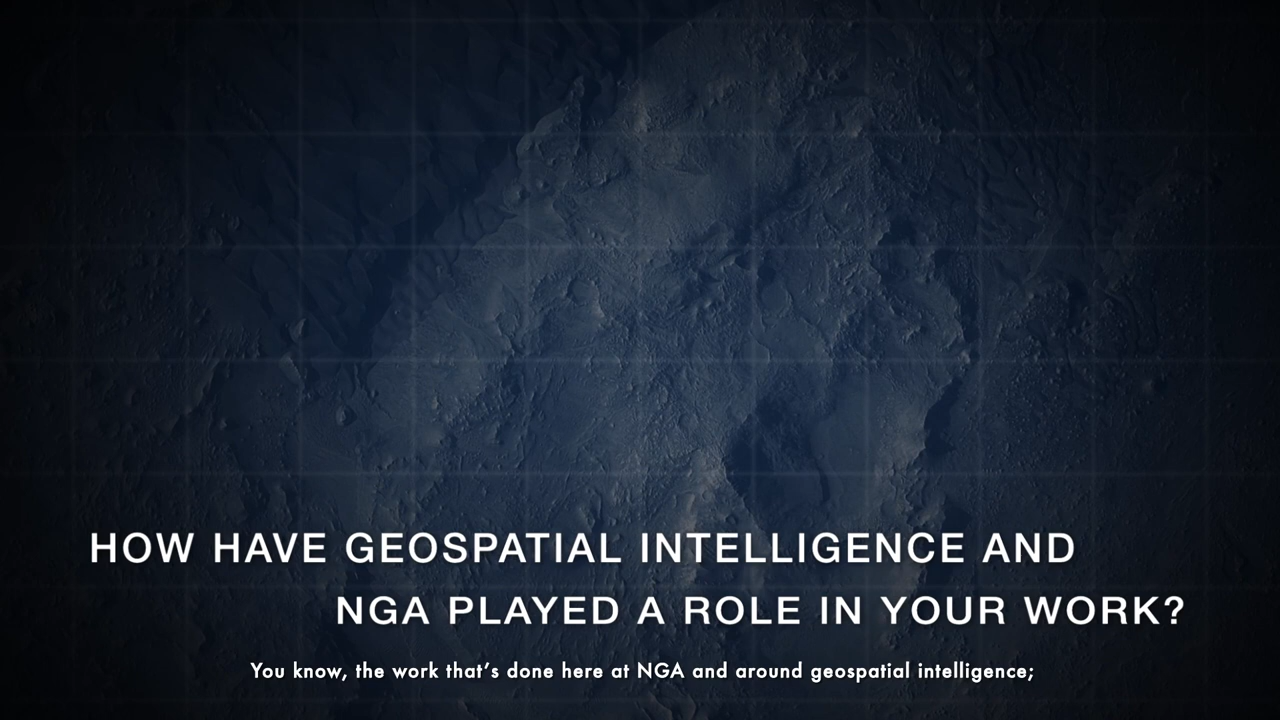 HOW HAVE GEOSPATIAL INTELLIGENCE AND
NGA PLAYED A ROLE IN YOUR WORK?
You know, the work that's done here at NGA and around geospatial intelligence;